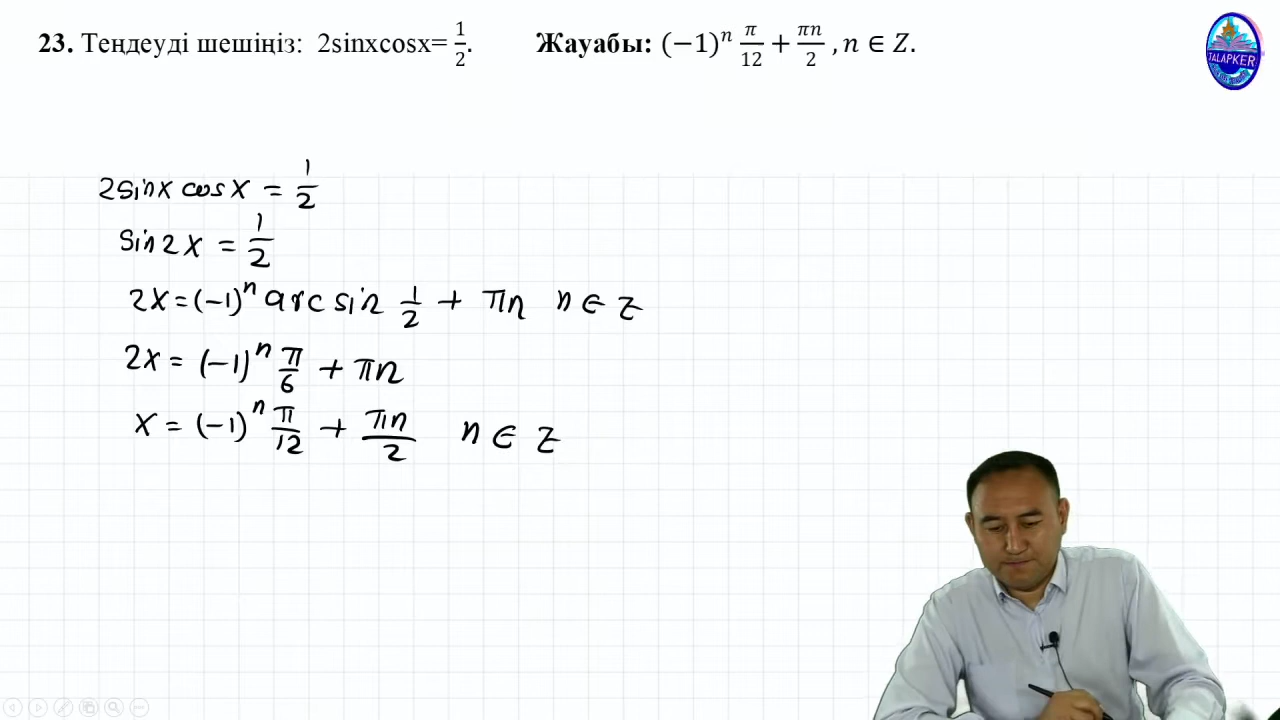 23. Теңдеуді шешіңіз: 2sinxcosx= 1/2. Жауабы: (−1)^n π/12 + πn/2 , n ∈ Z.
TALAPKER
2sinx cosx = 1/2
sin2x = 1/2
2x = (−1)^n arcsin 1/2 + πn n ∈ Z
2x = (−1)^n π/6 + πn
x = (−1)^n π/12 + πn/2 n ∈ Z